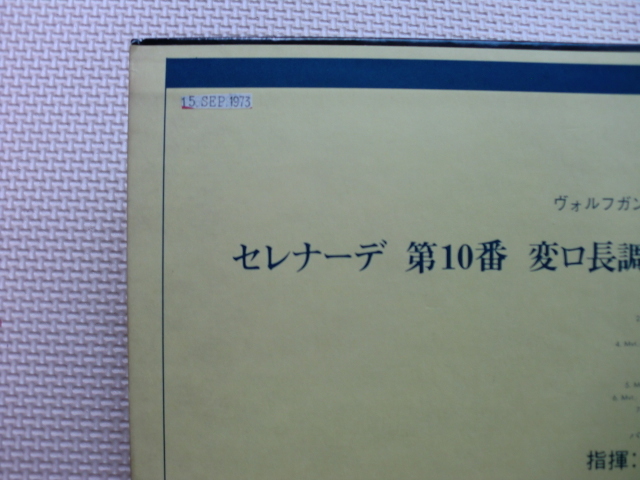 15. SEP. 1973
ヴォルフガン
セレナーデ 第10番 変ロ長調
指揮: